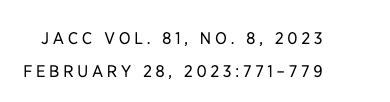 JACC VOL. 81, NO. 8, 2023
FEBRUARY 28, 2023:771–779